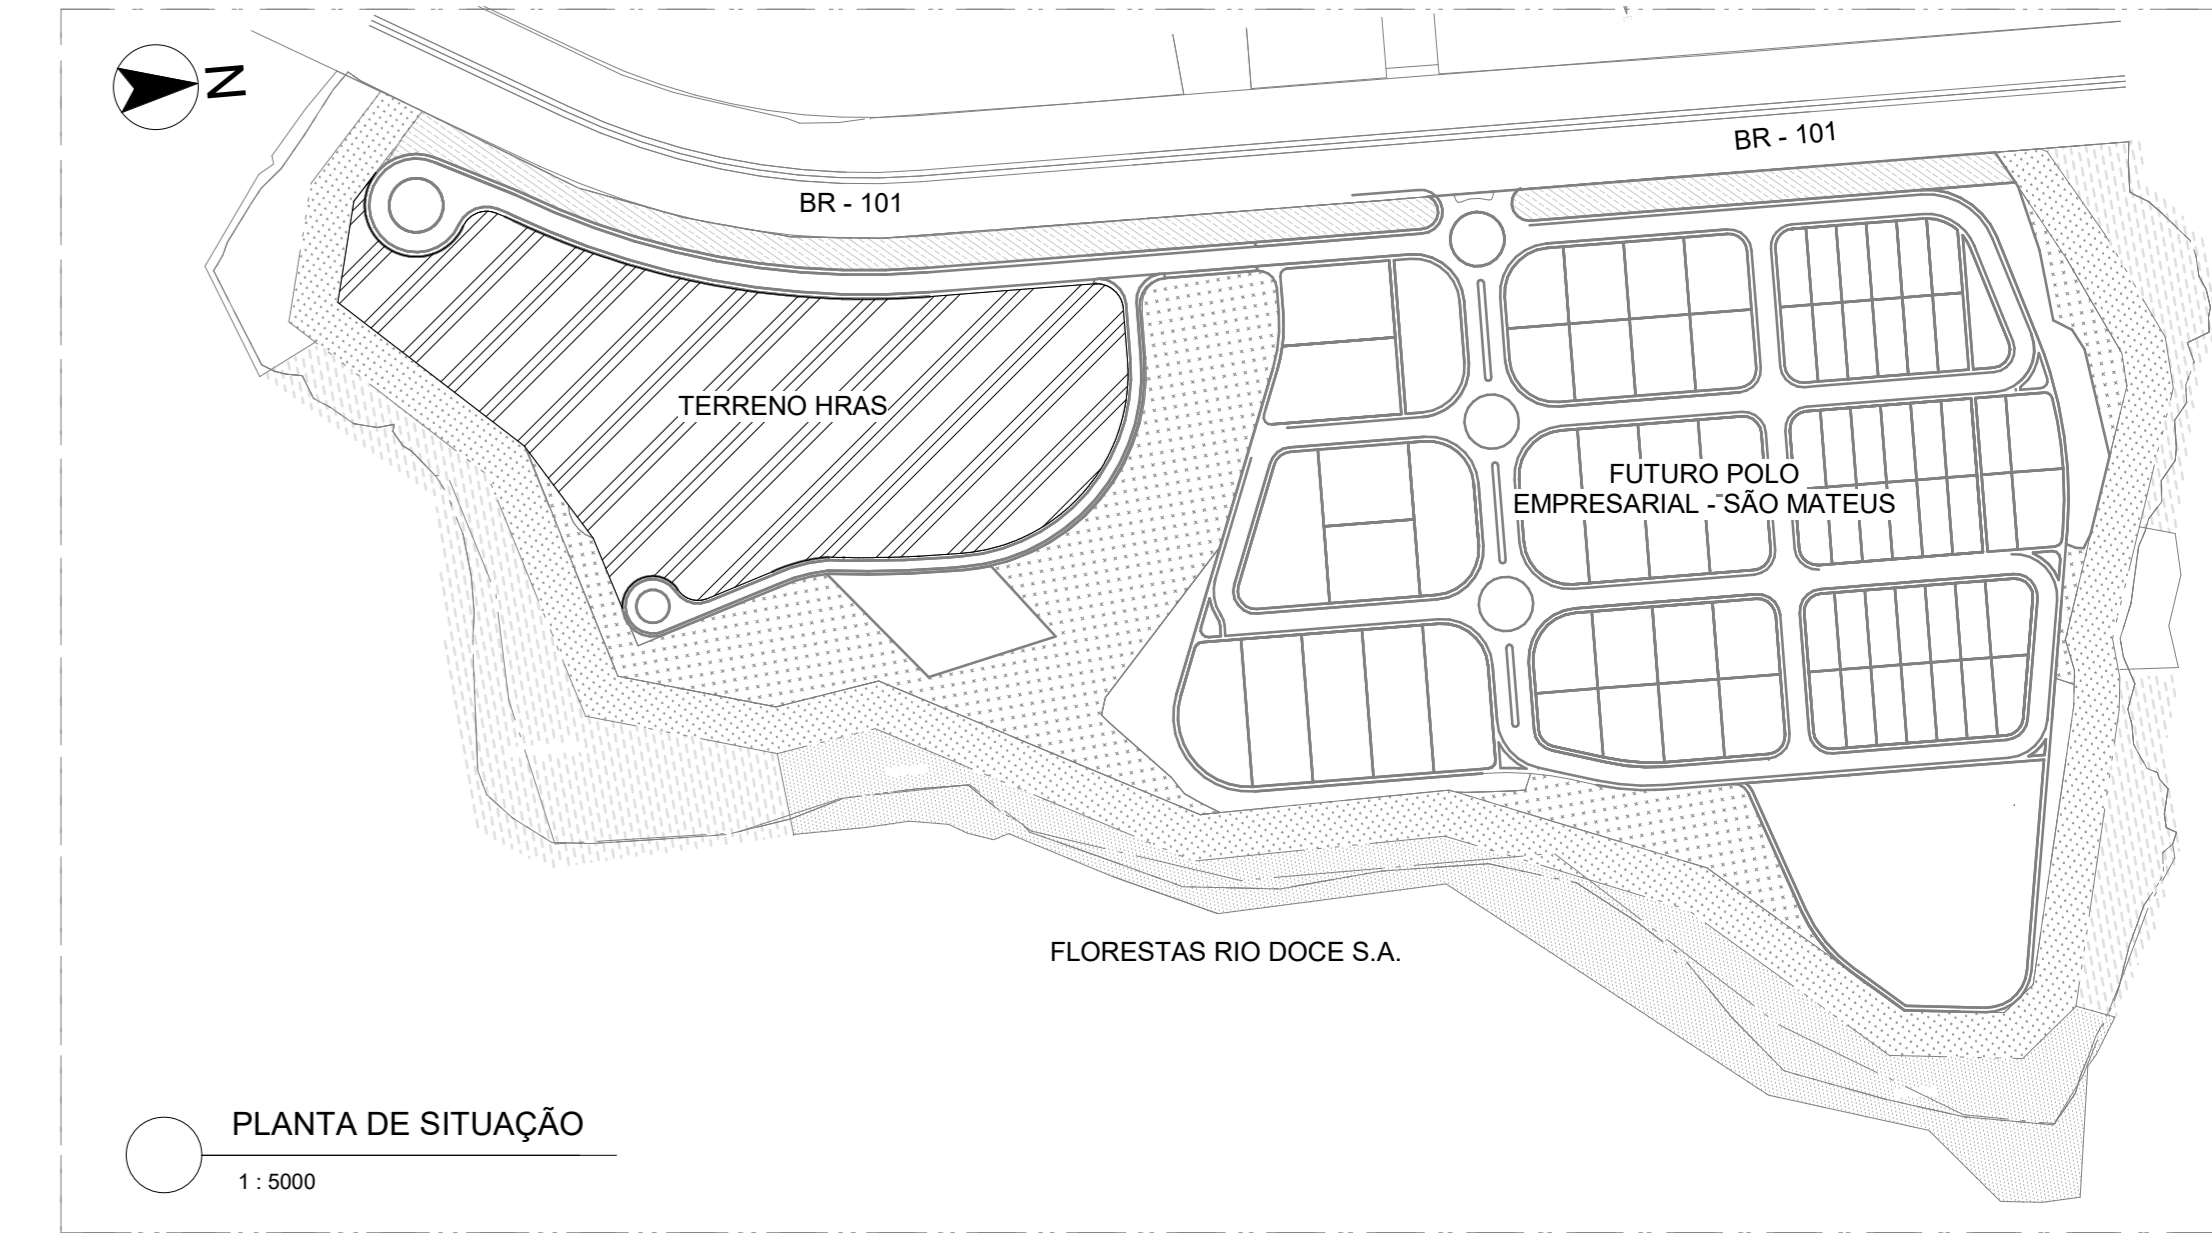 N
BR - 101
BR - 101
TERRENO HRAS
FUTURO POLO
EMPRESARIAL - SÃO MATEUS
FLORESTAS RIO DOCE S.A.
PLANTA DE SITUAÇÃO
1 : 5000